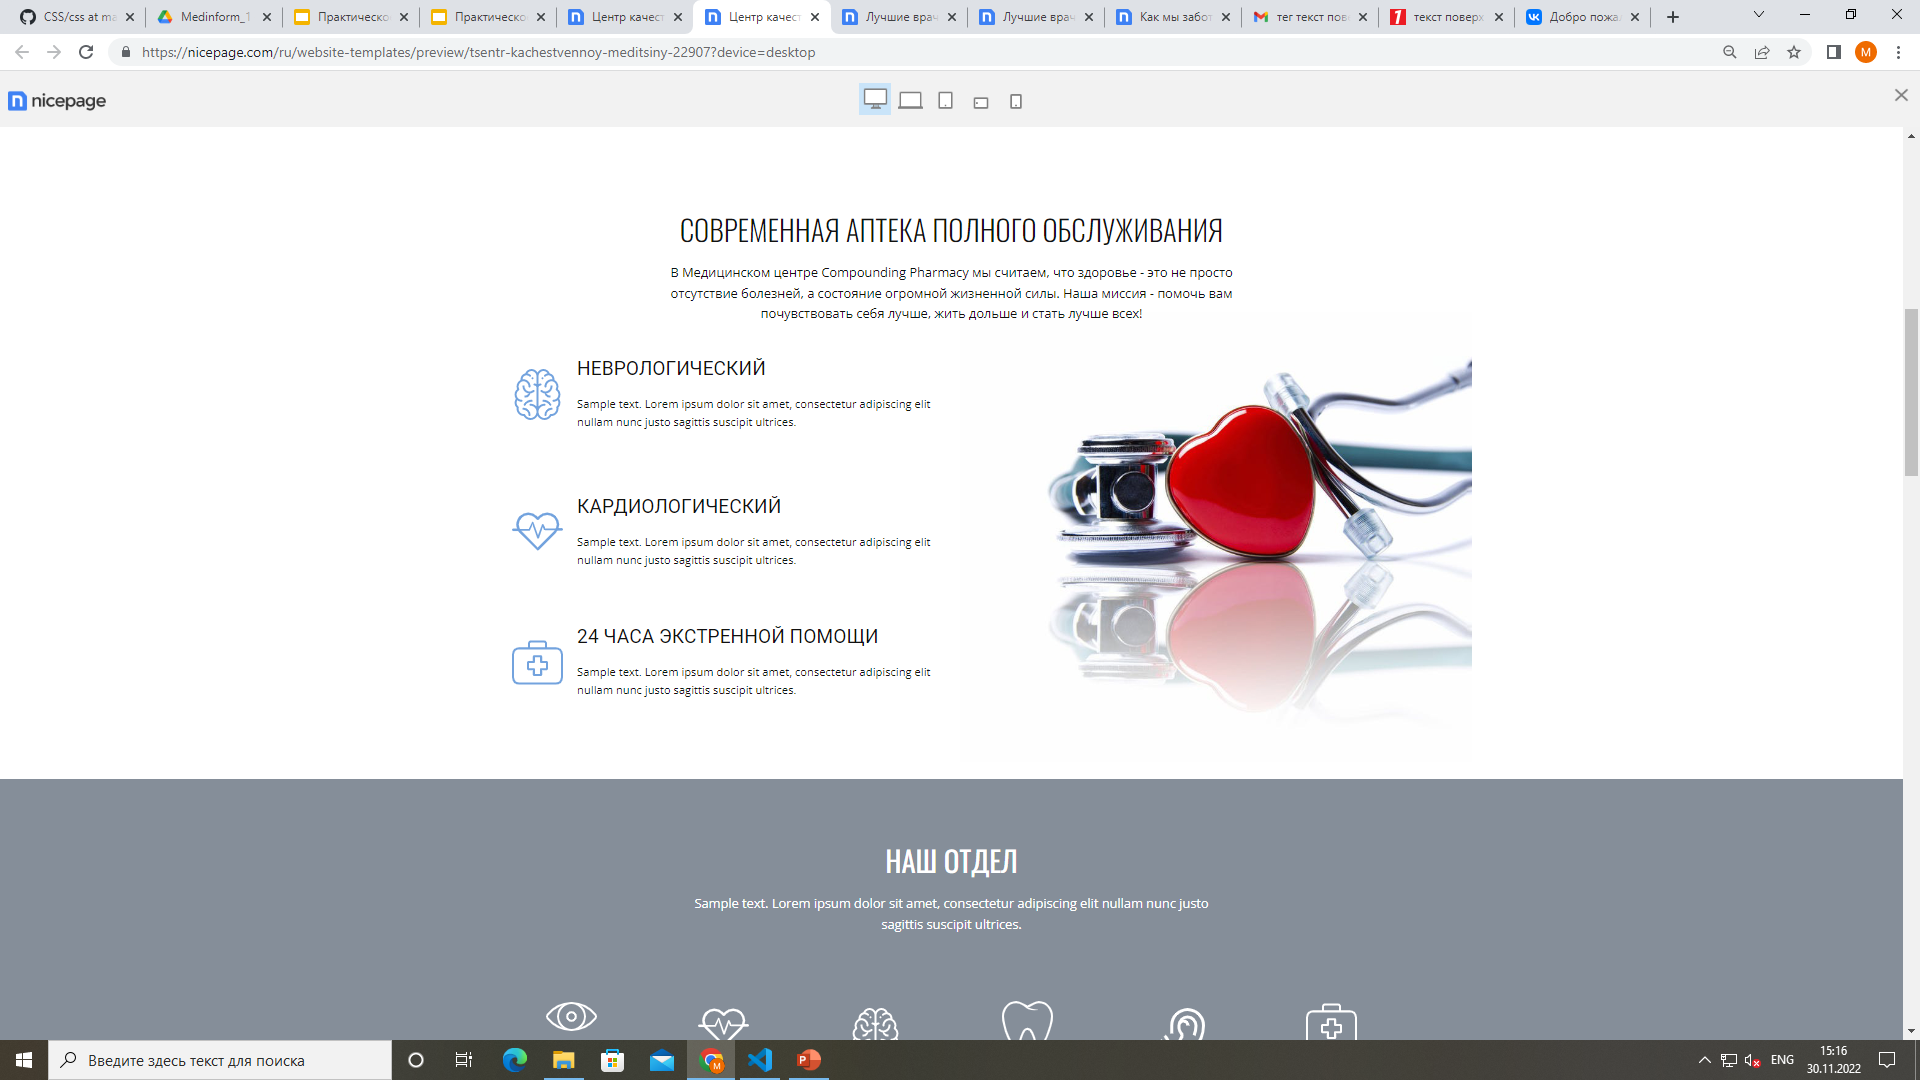 CSS/css at ma
Medinform_1
Практическо
Практическо
Центр качест
Центр качест
Лучшие врач
Лучшие врач
Как мы забот
тег текст пов
текст поверх
Добро пожа
https://nicepage.com/ru/website-templates/preview/tsentr-kachestvennoy-meditsiny-22907?device=desktop
M
nicepage
СОВРЕМЕННАЯ АПТЕКА ПОЛНОГО ОБСЛУЖИВАНИЯ
В Медицинском центре Compounding Pharmacy мы считаем, что здоровье - это не просто
отсутствие болезней, а состояние огромной жизненной силы. Наша миссия - помочь вам
почувствовать себя лучше, жить дольше и стать лучше всех!
НЕВРОЛОГИЧЕСКИЙ
Sample text. Lorem ipsum dolor sit amet, consectetur adipiscing elit
nullam nunc justo sagittis suscipit ultrices.
КАРДИОЛОГИЧЕСКИЙ
Sample text. Lorem ipsum dolor sit amet, consectetur adipiscing elit
nullam nunc justo sagittis suscipit ultrices.
24 ЧАСА ЭКСТРЕННОЙ ПОМОЩИ
Sample text. Lorem ipsum dolor sit amet, consectetur adipiscing elit
nullam nunc justo sagittis suscipit ultrices.
НАШ ОТДЕЛ
Sample text. Lorem ipsum dolor sit amet, consectetur adipiscing elit nullam nunc justo
sagittis suscipit ultrices.
Введите здесь текст для поиска
ENG
15:16
30.11.2022